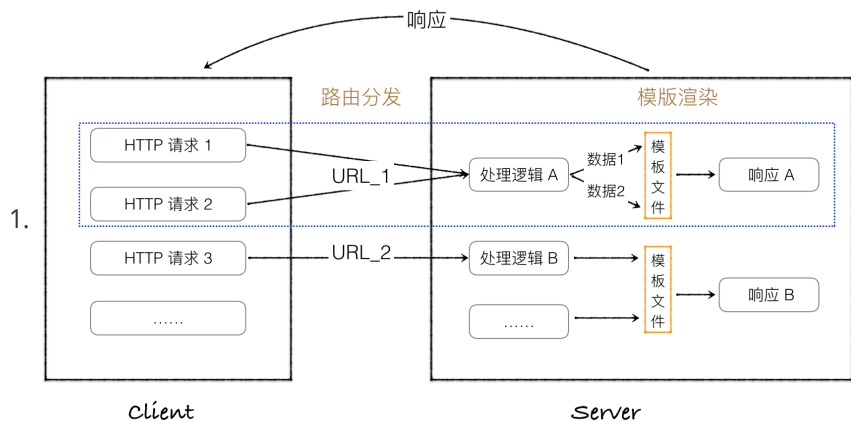 响应
路由分发
模版渲染
HTTP 请求 1
URL_1
处理逻辑 A
数据1
数据2
模板文件
响应 A
HTTP 请求 2
1.
HTTP 请求 3
URL_2
处理逻辑 B
模板文件
响应 B
......
......
Client
Server